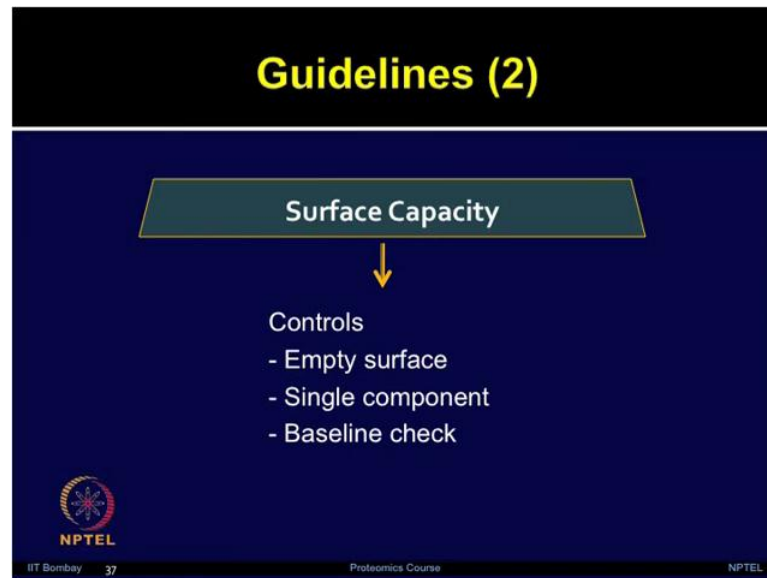 Guidelines (2)
Surface Capacity
Controls
- Empty surface
- Single component
- Baseline check
NPTEL
IIT Bombay 37 Proteomics Course NPTEL